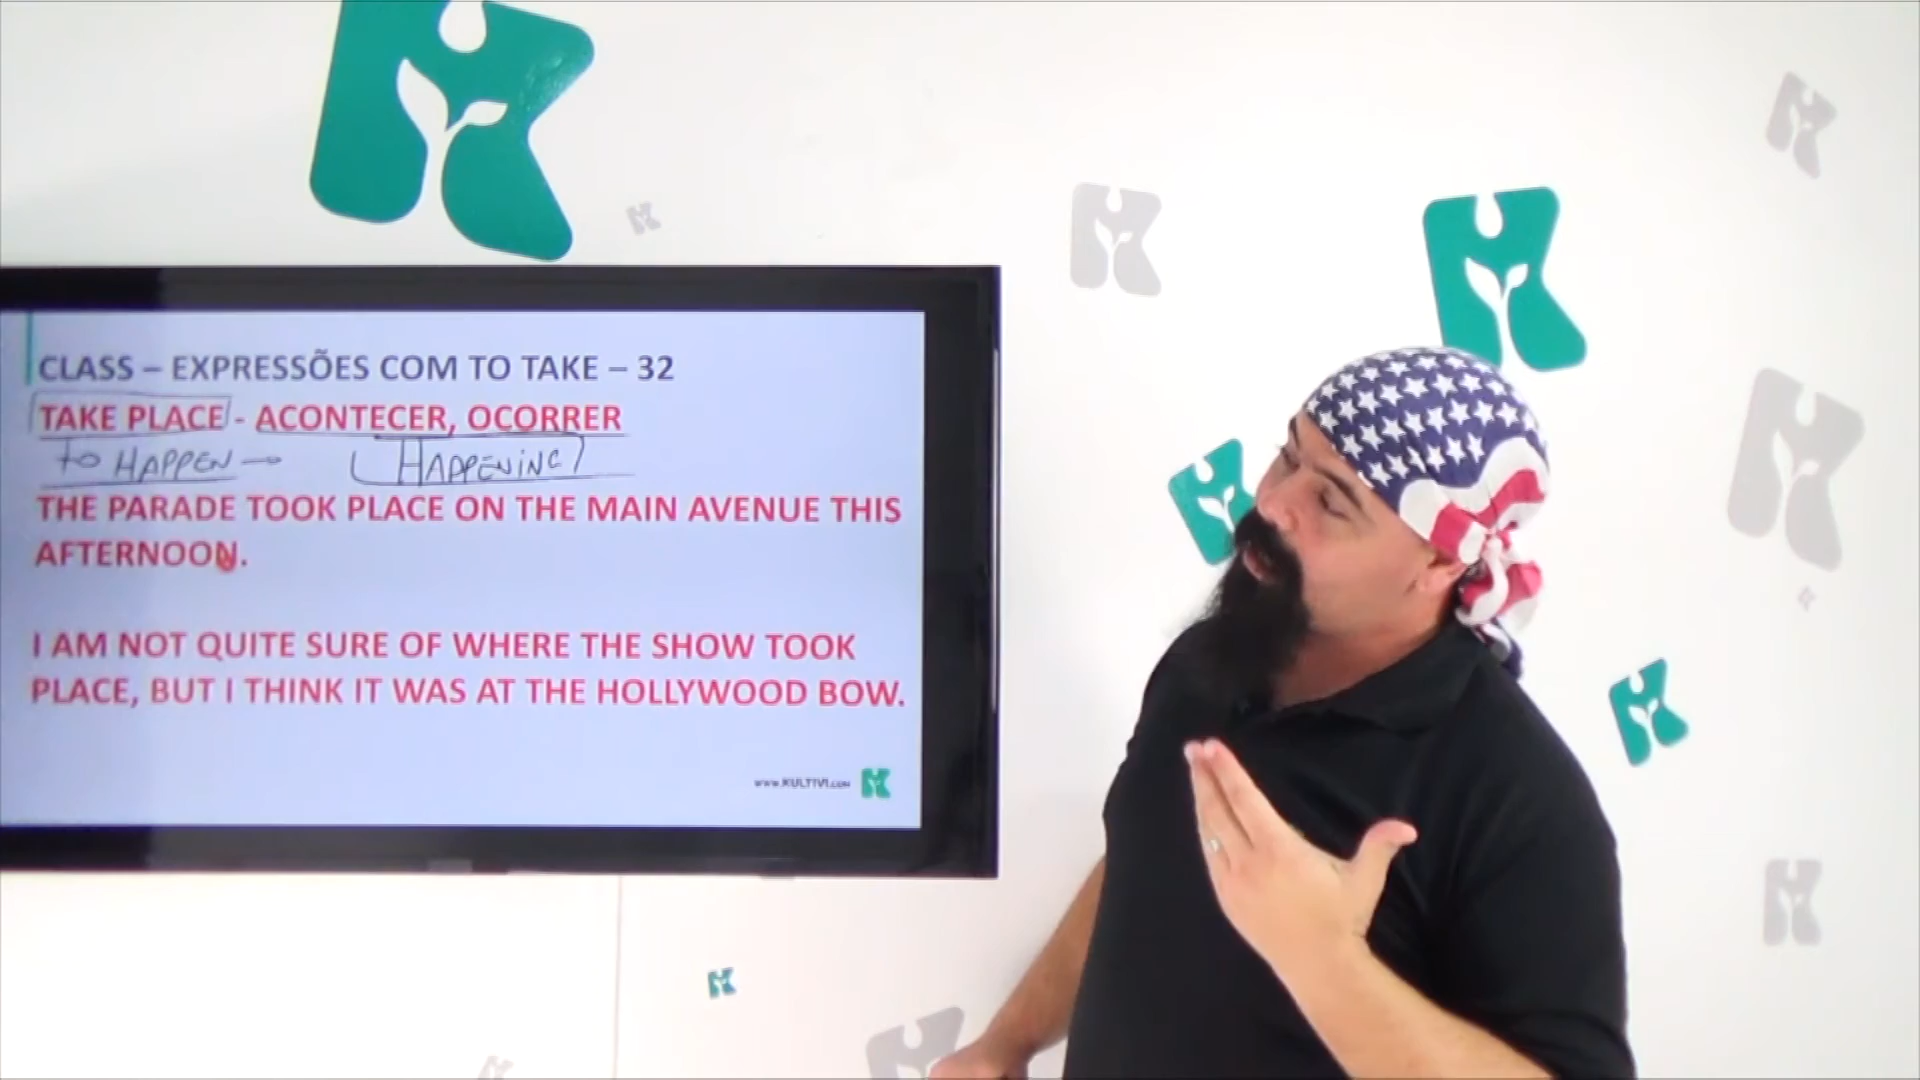 CLASS – EXPRESSÕES COM TO TAKE – 32
TAKE PLACE - ACONTECER, OCORRER
to HAPPEN → HAPPENING
THE PARADE TOOK PLACE ON THE MAIN AVENUE THIS
AFTERNOON.
I AM NOT QUITE SURE OF WHERE THE SHOW TOOK
PLACE, BUT I THINK IT WAS AT THE HOLLYWOOD BOW.
WWW.KULTIVI.COM